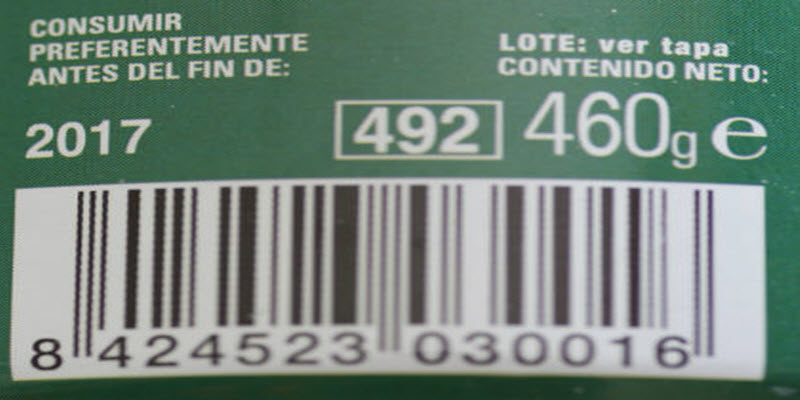 CONSUMIR
PREFERENTEMENTE
ANTES DEL FIN DE:
2017
LOTE: ver tapa
CONTENIDO NETO:
492 460g e
8 424523 030016